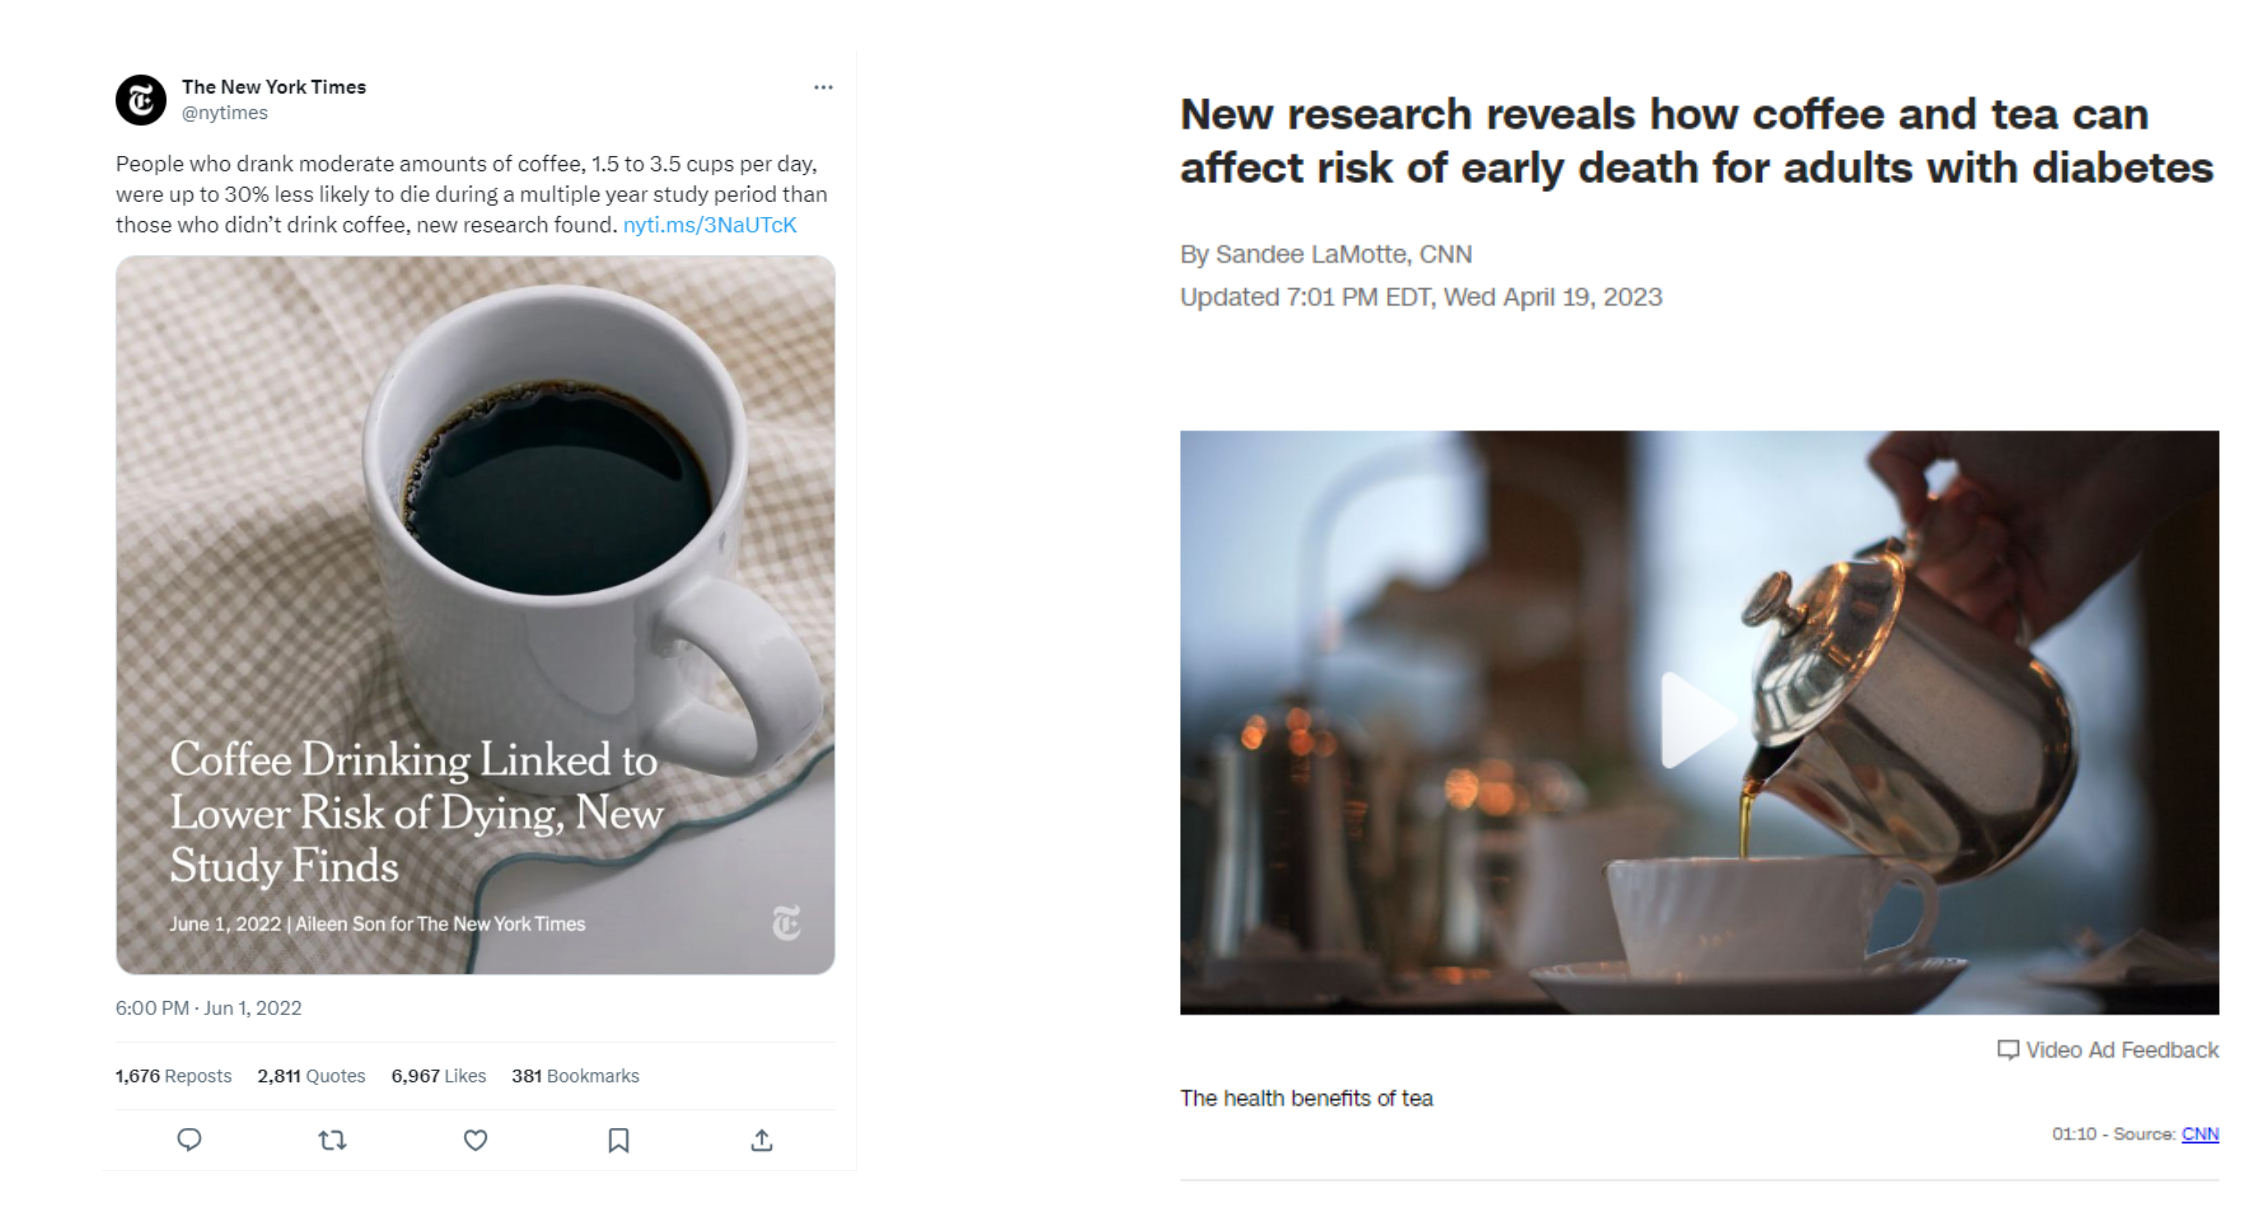 The New York Times
@nytimes
People who drank moderate amounts of coffee, 1.5 to 3.5 cups per day,
were up to 30% less likely to die during a multiple year study period than
those who didn’t drink coffee, new research found. nyti.ms/3NaUTcK
Coffee Drinking Linked to
Lower Risk of Dying, New
Study Finds
June 1, 2022 | Aileen Son for The New York Times
6:00 PM · Jun 1, 2022
1,676 Reposts 2,811 Quotes 6,967 Likes 381 Bookmarks
New research reveals how coffee and tea can
affect risk of early death for adults with diabetes
By Sandee LaMotte, CNN
Updated 7:01 PM EDT, Wed April 19, 2023
Video Ad Feedback
The health benefits of tea
01:10 - Source: CNN